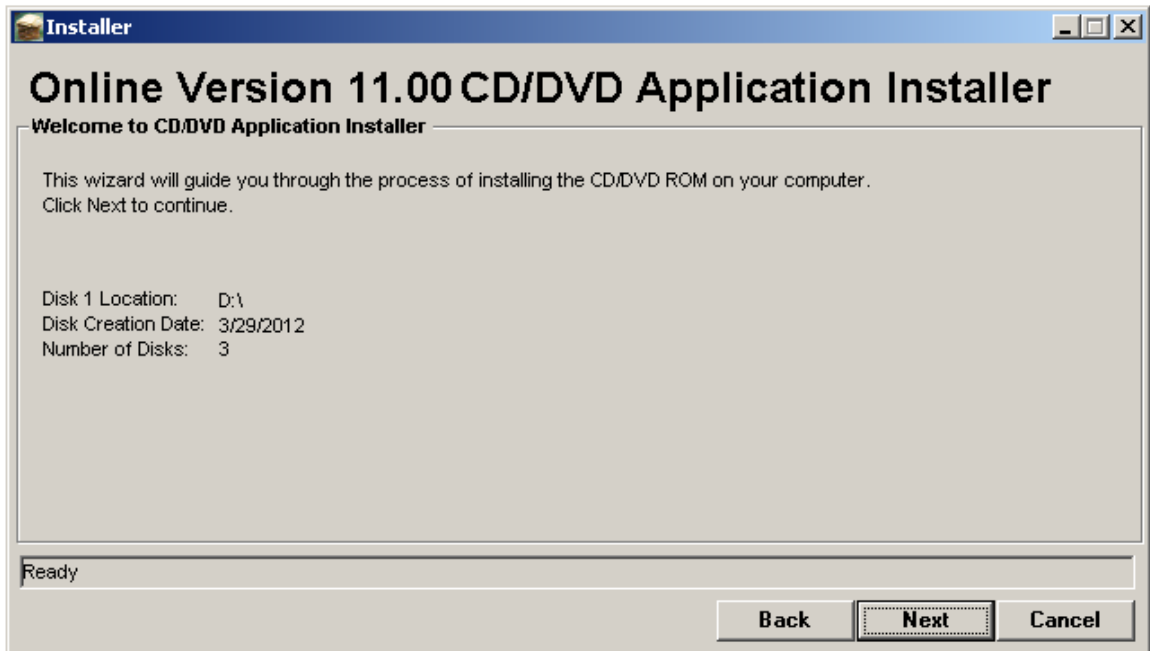 Installer
Online Version 11.00 CD/DVD Application Installer
Welcome to CD/DVD Application Installer
This wizard will guide you through the process of installing the CD/DVD ROM on your computer.
Click Next to continue.
Disk 1 Location: D:\
Disk Creation Date: 3/29/2012
Number of Disks: 3
Ready
Back Next Cancel